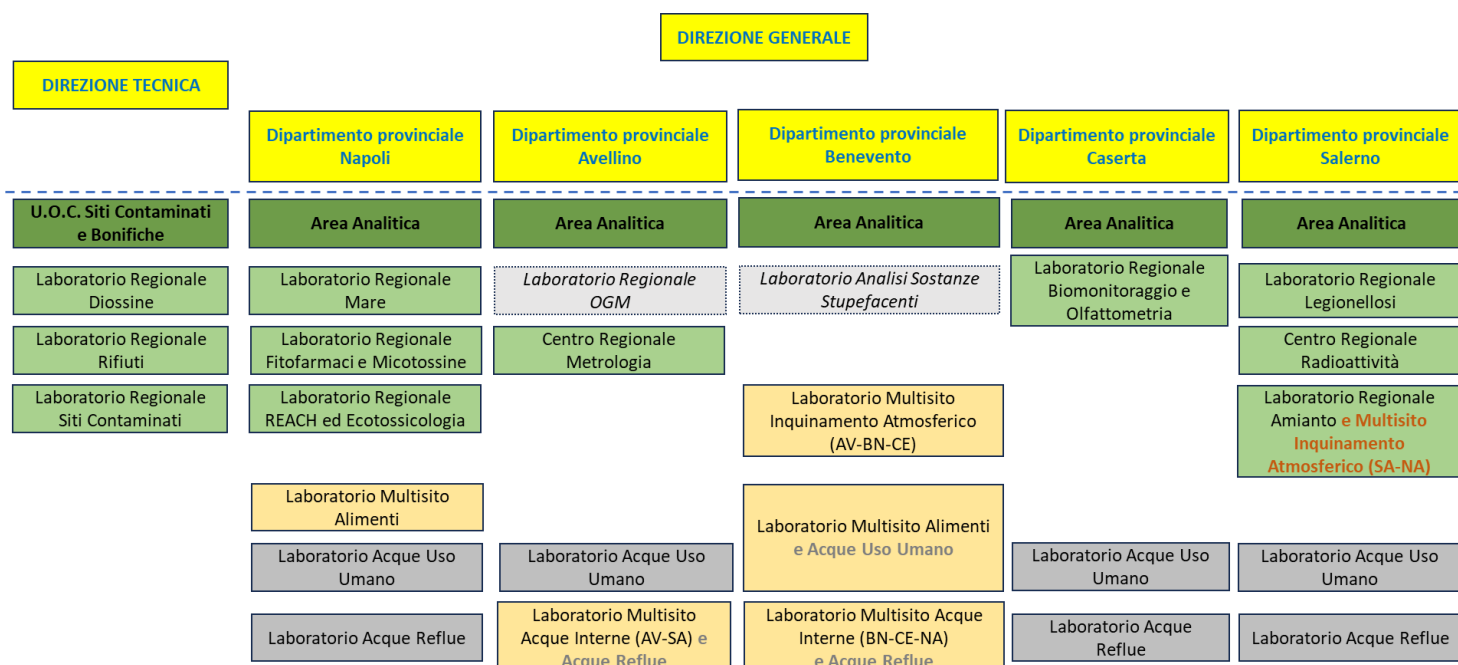 DIREZIONE GENERALE
DIREZIONE TECNICA
Dipartimento provinciale
Napoli
Dipartimento provinciale
Avellino
Dipartimento provinciale
Benevento
Dipartimento provinciale
Caserta
Dipartimento provinciale
Salerno
U.O.C. Siti Contaminati
e Bonifiche
Area Analitica
Area Analitica
Area Analitica
Area Analitica
Area Analitica
Laboratorio Regionale
Diossine
Laboratorio Regionale
Mare
Laboratorio Regionale
OGM
Laboratorio Analisi Sostanze
Stupefacenti
Laboratorio Regionale
Biomonitoraggio e
Olfattometria
Laboratorio Regionale
Legionellosi
Laboratorio Regionale
Rifiuti
Laboratorio Regionale
Fitofarmaci e Micotossine
Centro Regionale
Metrologia
Centro Regionale
Radioattività
Laboratorio Regionale
Siti Contaminati
Laboratorio Regionale
REACH ed Ecotossicologia
Laboratorio Multisito
Inquinamento Atmosferico
(AV-BN-CE)
Laboratorio Regionale
Amianto e Multisito
Inquinamento
Atmosferico (SA-NA)
Laboratorio Multisito
Alimenti
Laboratorio Multisito Alimenti
e Acque Uso Umano
Laboratorio Acque Uso
Umano
Laboratorio Acque Uso
Umano
Laboratorio Acque Uso
Umano
Laboratorio Acque Uso
Umano
Laboratorio Acque Reflue
Laboratorio Multisito
Acque Interne (AV-SA) e
Acque Reflue
Laboratorio Multisito Acque
Interne (BN-CE-NA)
e Acque Reflue
Laboratorio Acque
Reflue
Laboratorio Acque Reflue